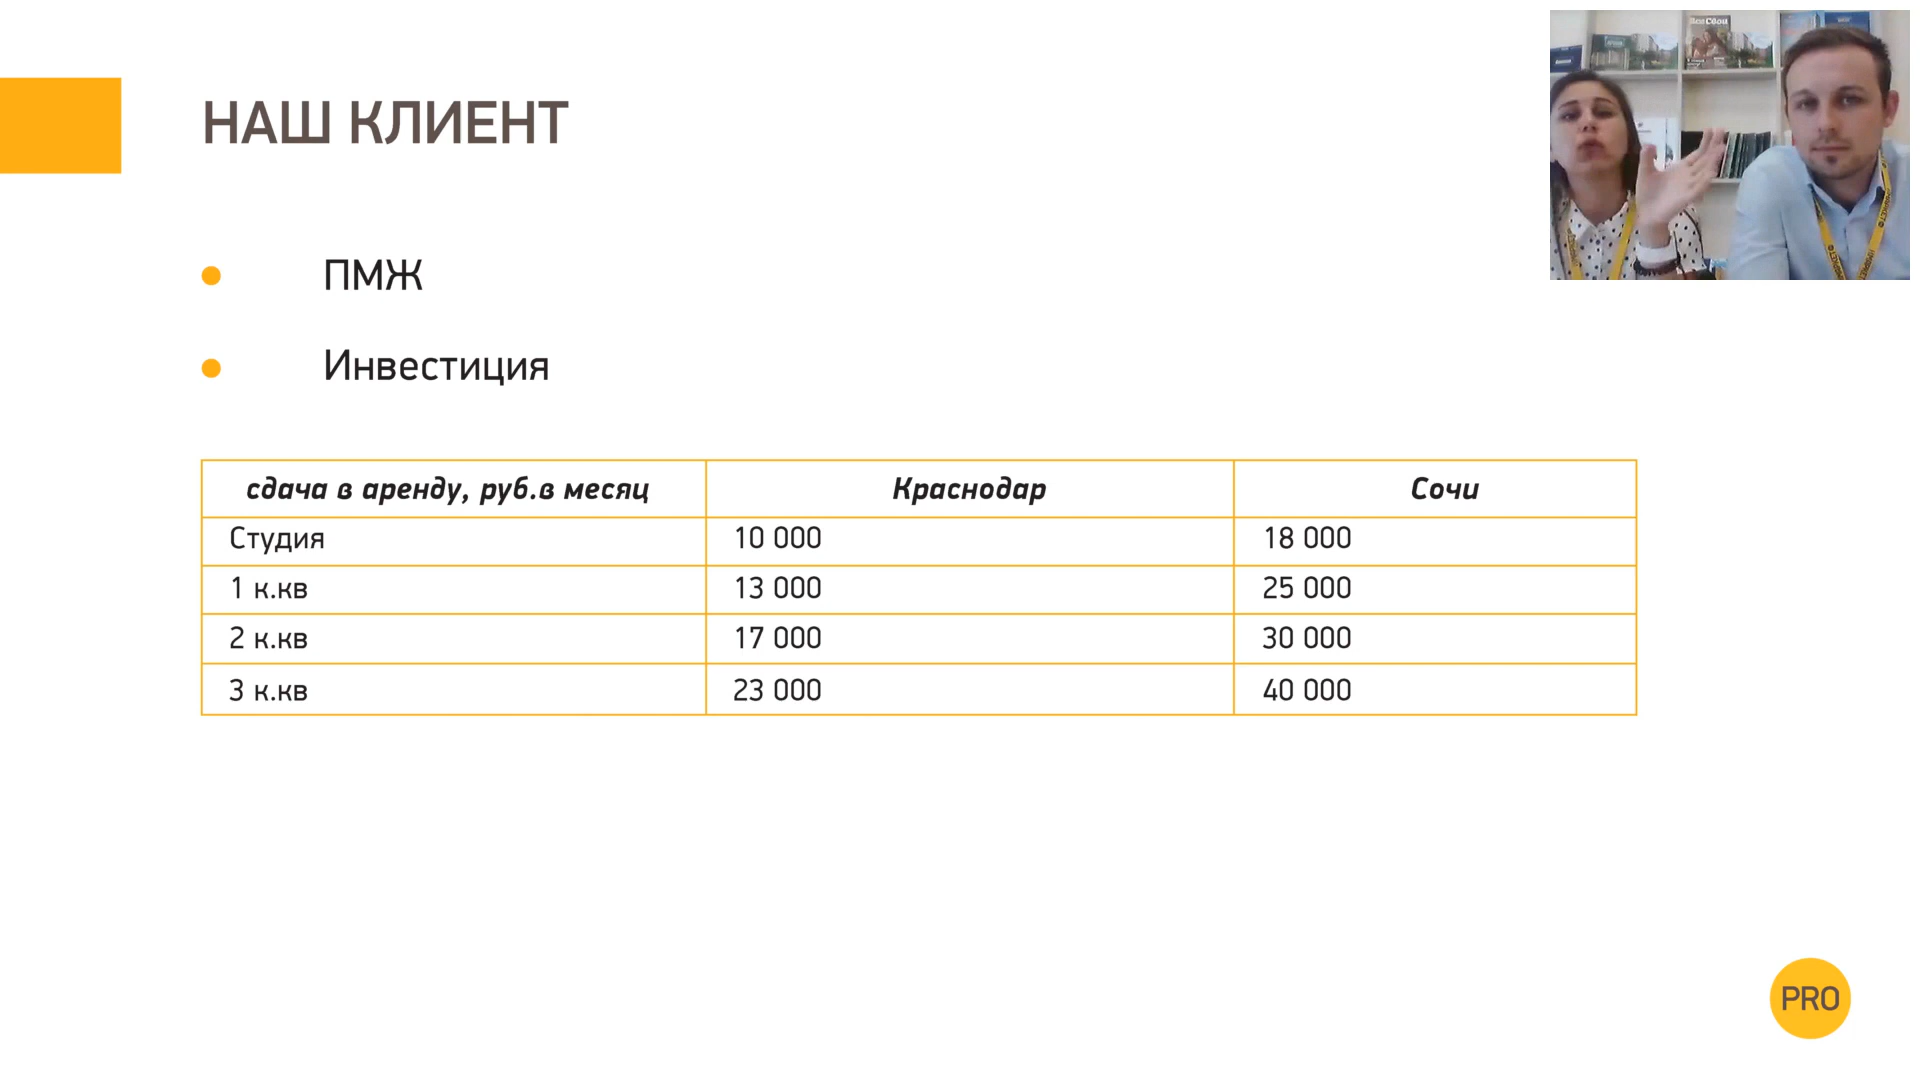 НАШ КЛИЕНТ
ПМЖ
Инвестиция
сдача в аренду, руб.в месяц Краснодар Сочи
Студия 10 000 18 000
1 к.кв 13 000 25 000
2 к.кв 17 000 30 000
3 к.кв 23 000 40 000
PRO